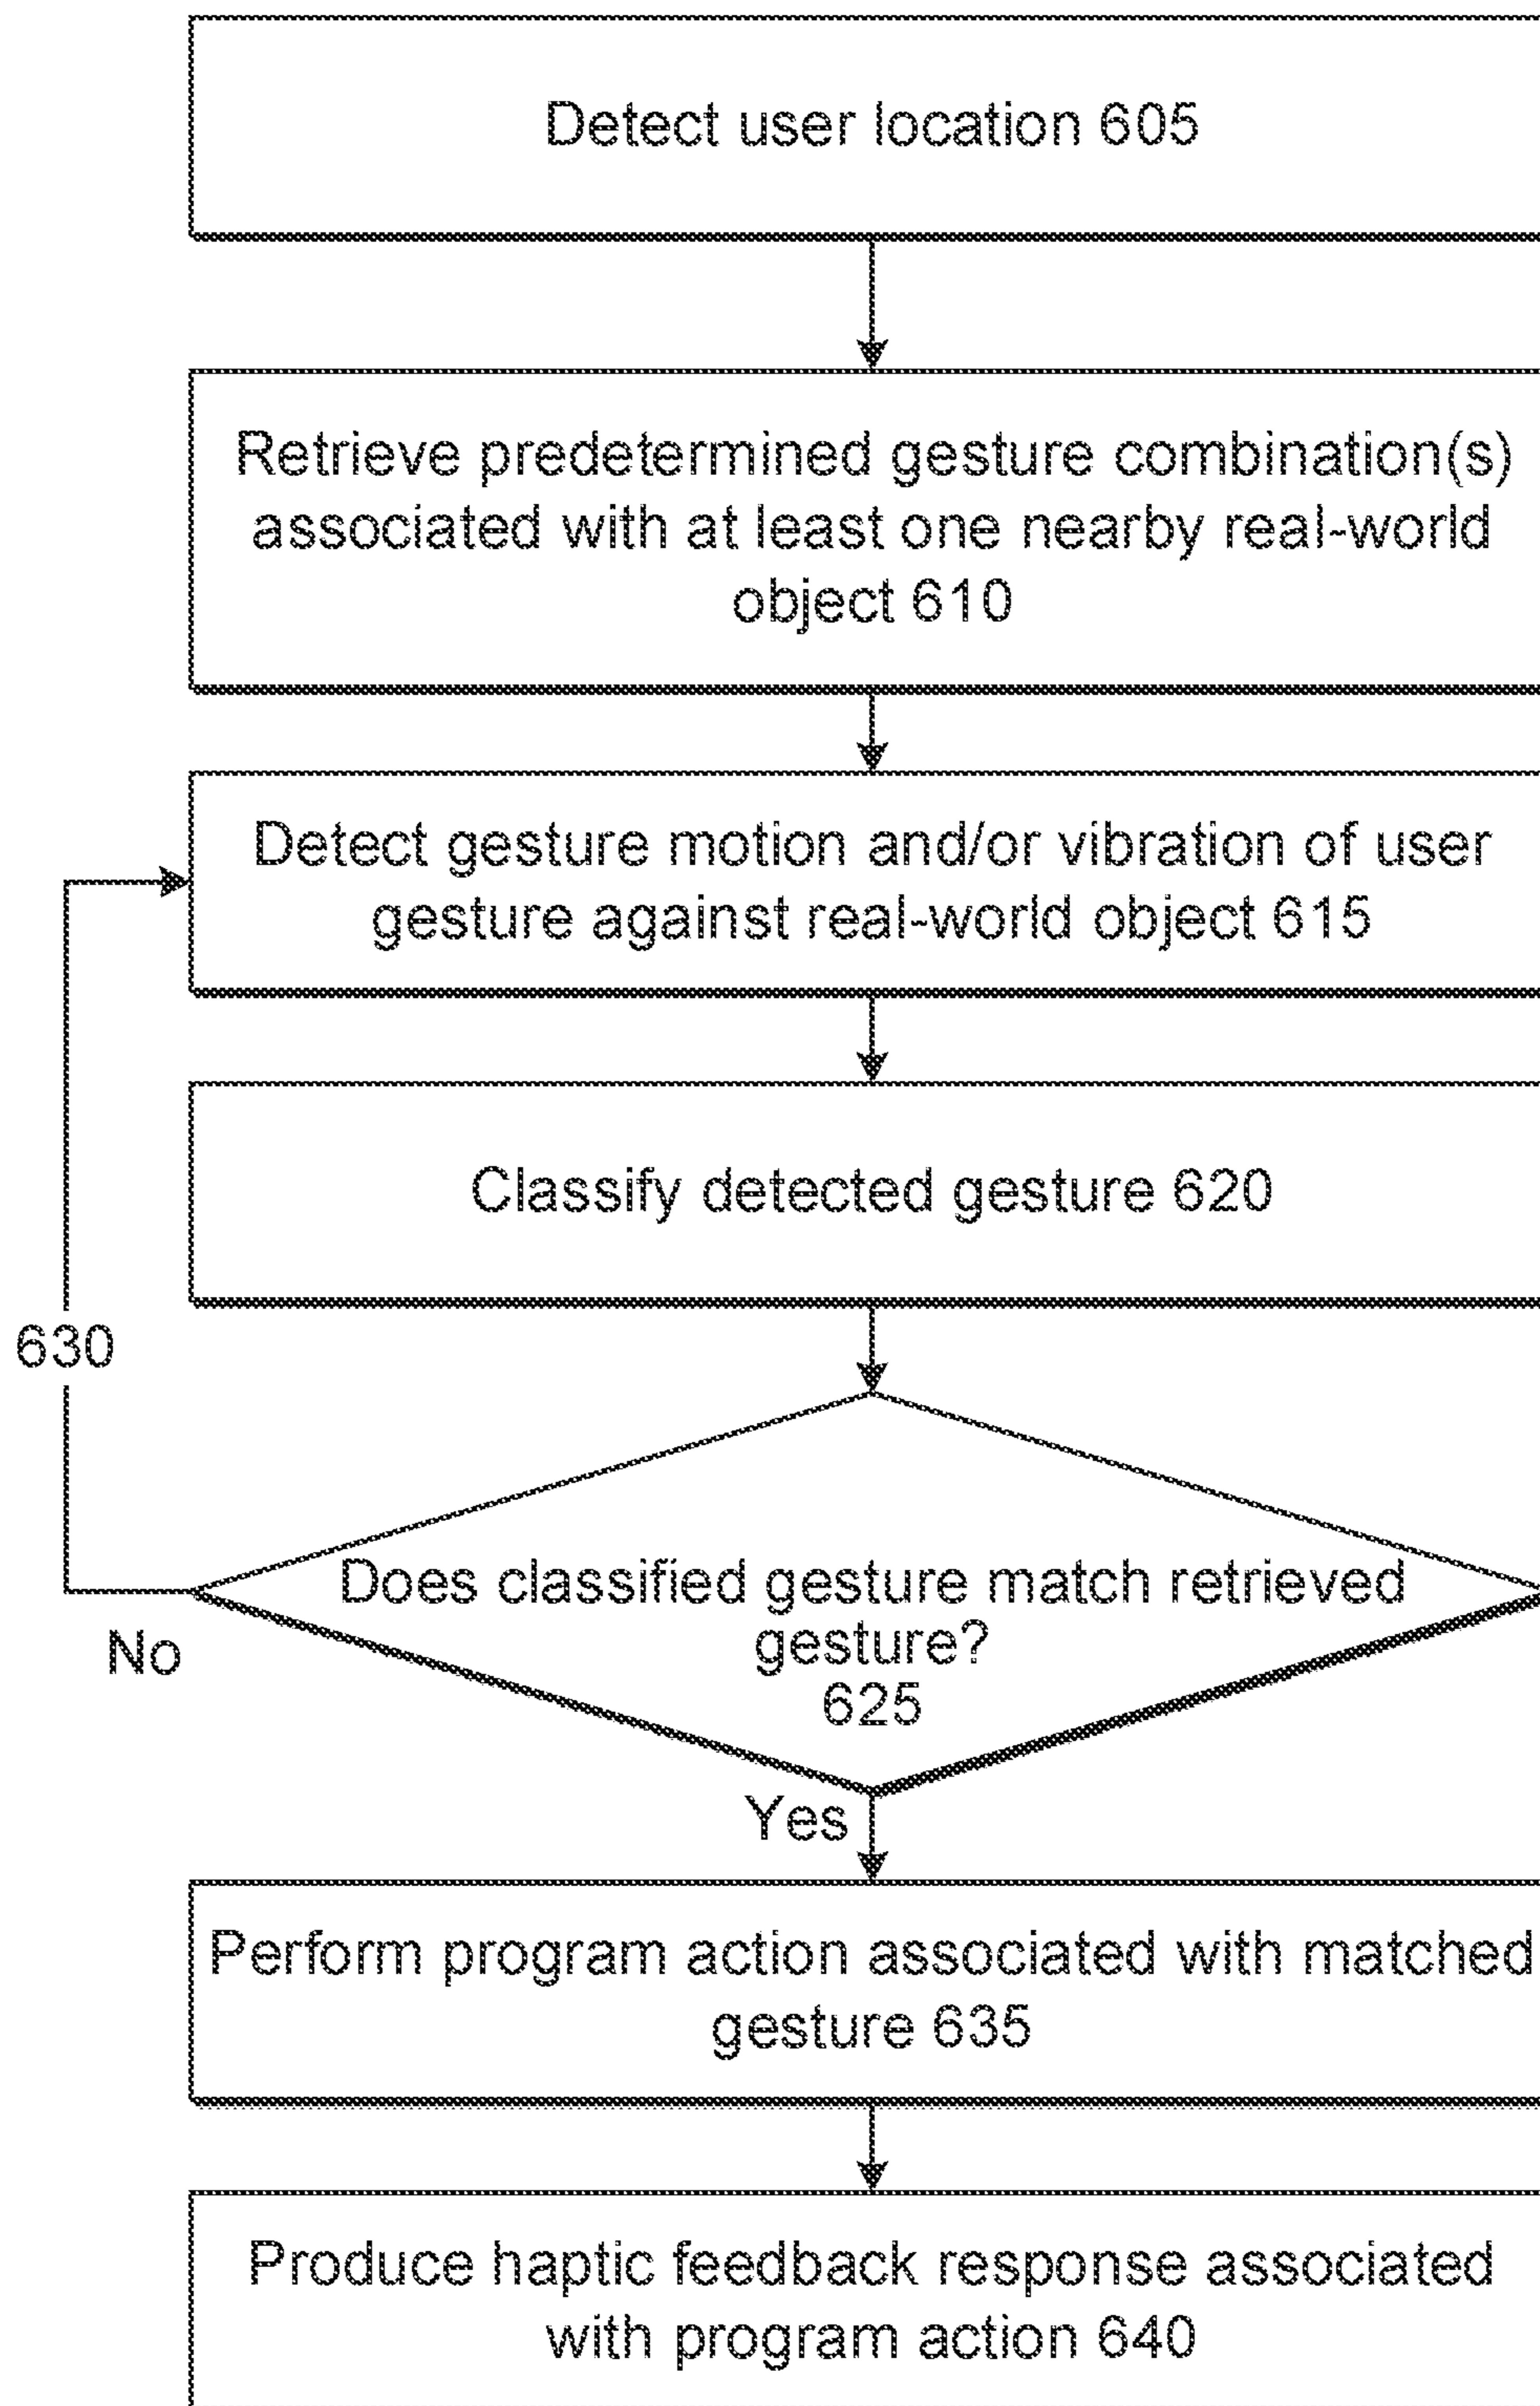 Detect user location 605
Retrieve predetermined gesture combination(s)
associated with at least one nearby real-world
object 610
Detect gesture motion and/or vibration of user
gesture against real-world object 615
Classify detected gesture 620
630
Does classified gesture match retrieved
gesture?
625
No
Yes
Perform program action associated with matched
gesture 635
Produce haptic feedback response associated
with program action 640